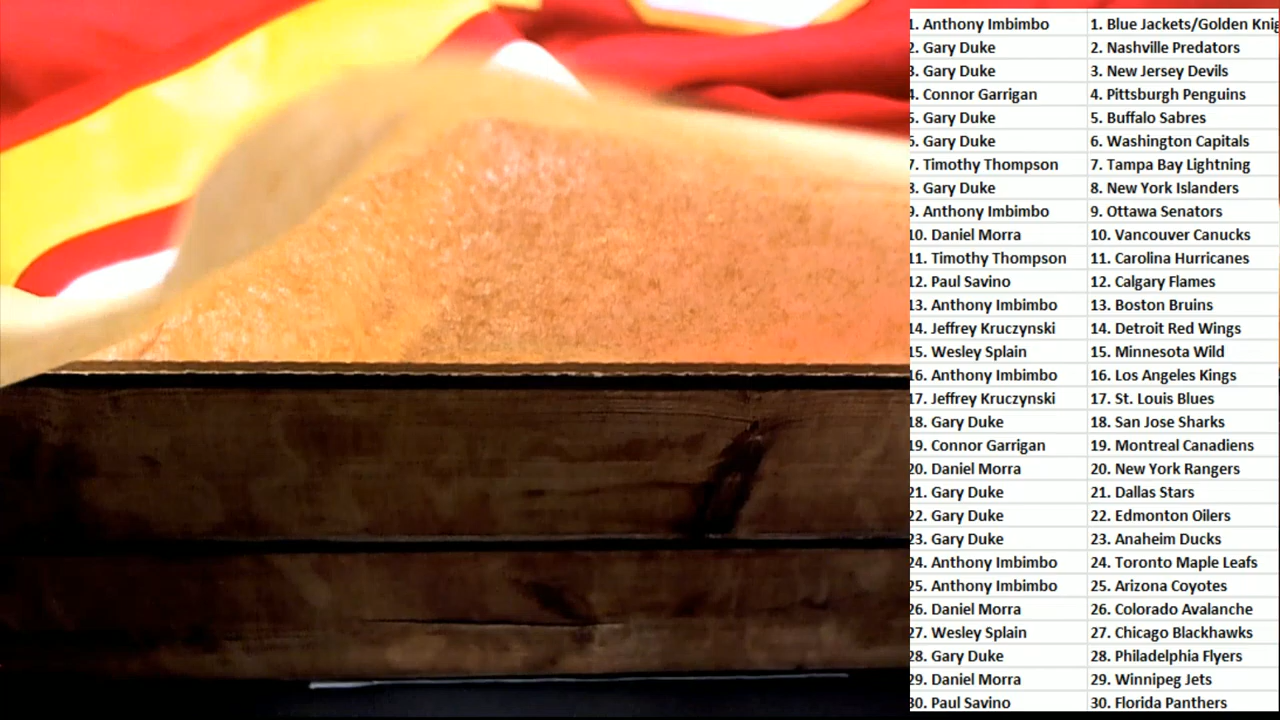 1. Anthony Imbimbo 1. Blue Jackets/Golden Knig
2. Gary Duke 2. Nashville Predators
3. Gary Duke 3. New Jersey Devils
4. Connor Garrigan 4. Pittsburgh Penguins
5. Gary Duke 5. Buffalo Sabres
6. Gary Duke 6. Washington Capitals
7. Timothy Thompson 7. Tampa Bay Lightning
8. Gary Duke 8. New York Islanders
9. Anthony Imbimbo 9. Ottawa Senators
10. Daniel Morra 10. Vancouver Canucks
11. Timothy Thompson 11. Carolina Hurricanes
12. Paul Savino 12. Calgary Flames
13. Anthony Imbimbo 13. Boston Bruins
14. Jeffrey Kruczynski 14. Detroit Red Wings
15. Wesley Splain 15. Minnesota Wild
16. Anthony Imbimbo 16. Los Angeles Kings
17. Jeffrey Kruczynski 17. St. Louis Blues
18. Gary Duke 18. San Jose Sharks
19. Connor Garrigan 19. Montreal Canadiens
20. Daniel Morra 20. New York Rangers
21. Gary Duke 21. Dallas Stars
22. Gary Duke 22. Edmonton Oilers
23. Gary Duke 23. Anaheim Ducks
24. Anthony Imbimbo 24. Toronto Maple Leafs
25. Anthony Imbimbo 25. Arizona Coyotes
26. Daniel Morra 26. Colorado Avalanche
27. Wesley Splain 27. Chicago Blackhawks
28. Gary Duke 28. Philadelphia Flyers
29. Daniel Morra 29. Winnipeg Jets
30. Paul Savino 30. Florida Panthers